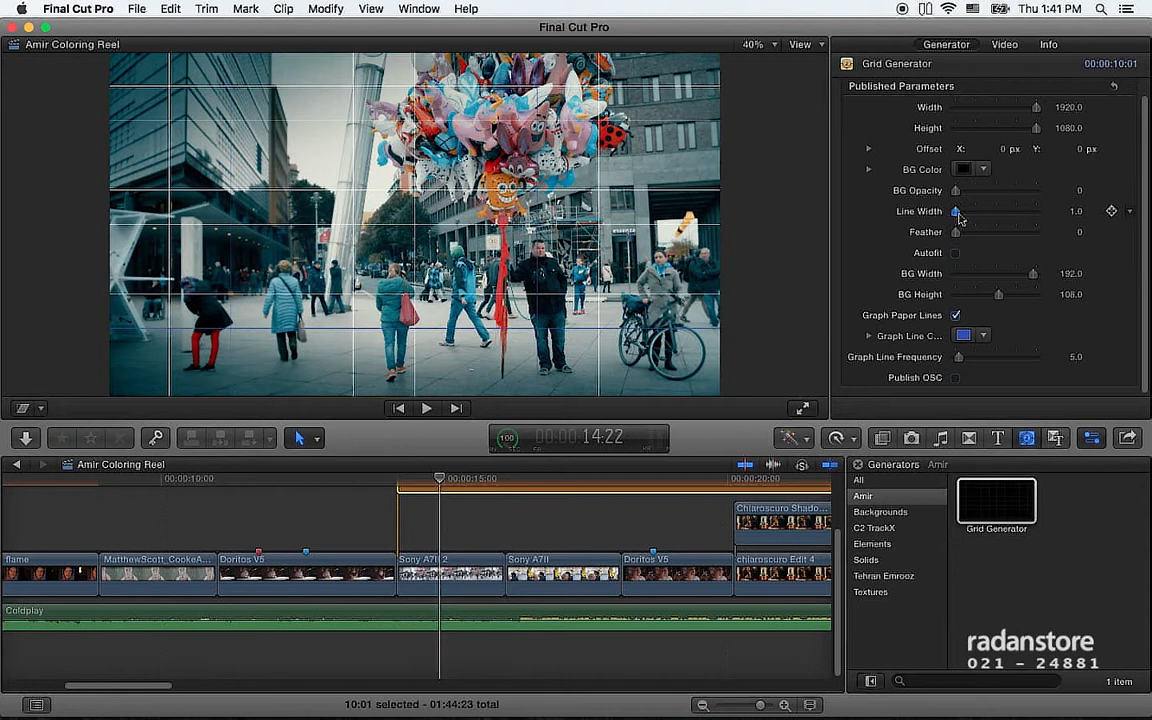 Final Cut Pro File Edit Trim Mark Clip Modify View Window Help Thu 1:41 PM
Final Cut Pro
Amir Coloring Reel 40% View Generator Video Info
Grid Generator 00:00:10:01
Published Parameters
Width 1920.0
Height 1080.0
Offset X: 0 px Y: 0 px
BG Color
BG Opacity 0
Line Width 1.0
Feather 0
Autofit
BG Width 192.0
BG Height 108.0
Graph Paper Lines
Graph Line C...
Graph Line Frequency 5.0
Publish OSC
100 00:00:14:22
Amir Coloring Reel
00:00:10:00 00:00:15:00 00:00:20:00
Chiaroscuro Shado...
flame MatthewScott_CookeA... Doritos V5 Sony A7II 2 Sony A7II Doritos V5 chiaroscuro Edit 4
Coldplay
Generators Amir
All
Amir
Backgrounds
C2 TrackX
Elements
Solids
Tehran Emrooz
Textures
Grid Generator
radanstore
021 - 24881
1 item
10:01 selected - 01:44:23 total